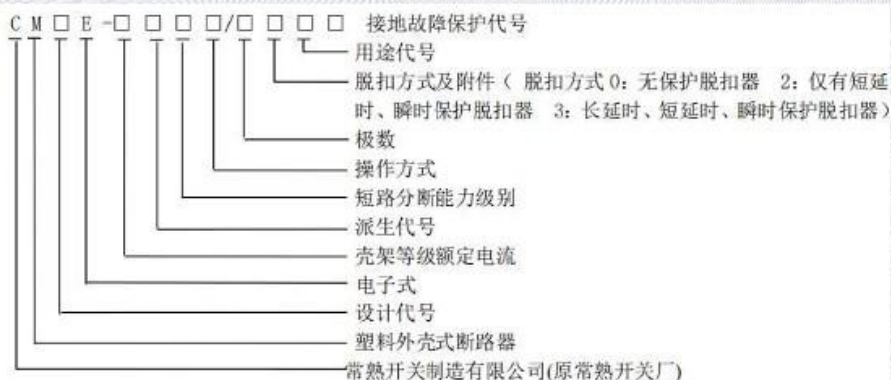 CM□E-□□□□/□□□□ 接地故障保护代号
用途代号
脱扣方式及附件（ 脱扣方式0：无保护脱扣器 2：仅有短延
时、瞬时保护脱扣器 3：长延时、短延时、瞬时保护脱扣器）
极数
操作方式
短路分断能力级别
派生代号
壳架等级额定电流
电子式
设计代号
塑料外壳式断路器
常熟开关制造有限公司(原常熟开关厂)